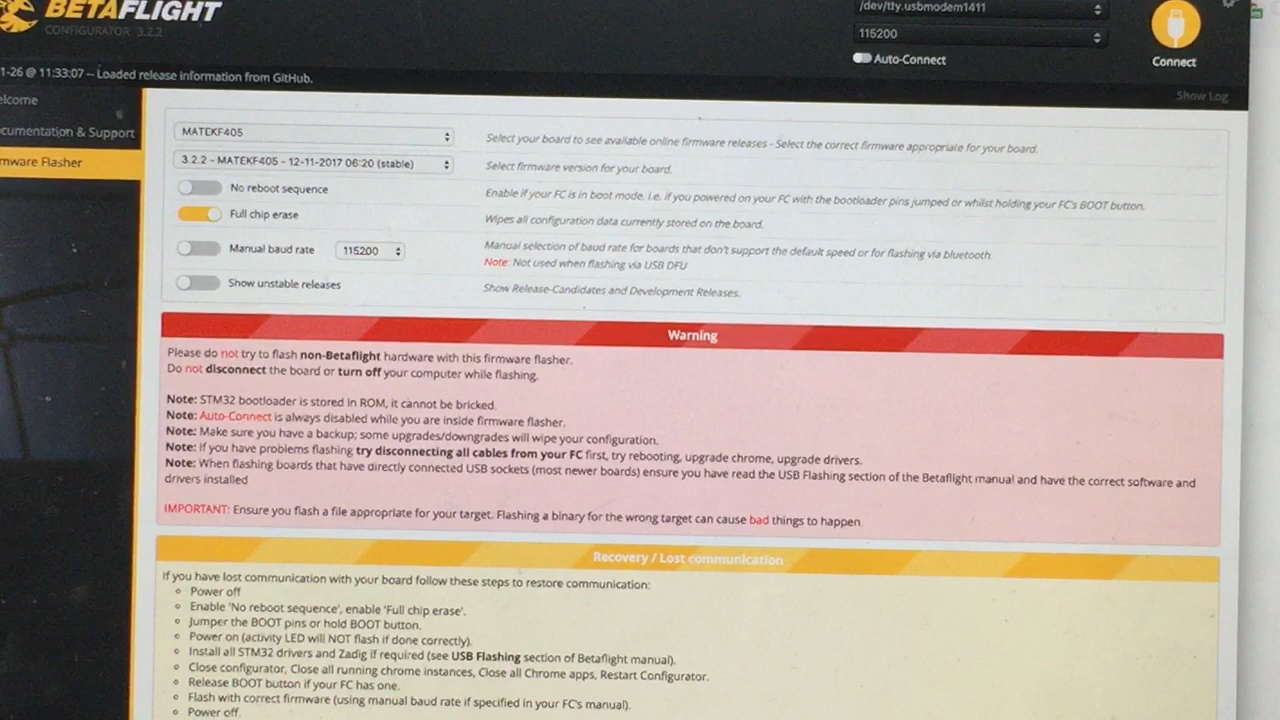 BETAFLIGHT
CONFIGURATOR 3.2.2
/dev/tty.usbmodem1411
115200
Auto-Connect
Connect
1-26 @ 11:33:07 -- Loaded release information from GitHub.
Show Log
elcome
cumentation & Support
mware Flasher
MATEKF405
Select your board to see available online firmware releases - Select the correct firmware appropriate for your board.
3.2.2 - MATEKF405 - 12-11-2017 06:20 (stable)
Select firmware version for your board.
No reboot sequence
Enable if your FC is in boot mode. i.e. if you powered on your FC with the bootloader pins jumped or whilst holding your FC's BOOT button.
Full chip erase
Wipes all configuration data currently stored on the board.
Manual baud rate
115200
Manual selection of baud rate for boards that don't support the default speed or for flashing via bluetooth.
Note: Not used when flashing via USB DFU
Show unstable releases
Show Release-Candidates and Development Releases.
Warning
Please do not try to flash non-Betaflight hardware with this firmware flasher.
Do not disconnect the board or turn off your computer while flashing.
Note: STM32 bootloader is stored in ROM, it cannot be bricked.
Note: Auto-Connect is always disabled while you are inside firmware flasher.
Note: Make sure you have a backup; some upgrades/downgrades will wipe your configuration.
Note: If you have problems flashing try disconnecting all cables from your FC first, try rebooting, upgrade chrome, upgrade drivers.
Note: When flashing boards that have directly connected USB sockets (most newer boards) ensure you have read the USB Flashing section of the Betaflight manual and have the correct software and
drivers installed
IMPORTANT: Ensure you flash a file appropriate for your target. Flashing a binary for the wrong target can cause bad things to happen.
Recovery / Lost communication
If you have lost communication with your board follow these steps to restore communication:
Power off
Enable 'No reboot sequence', enable 'Full chip erase'.
Jumper the BOOT pins or hold BOOT button.
Power on (activity LED will NOT flash if done correctly).
Install all STM32 drivers and Zadig if required (see USB Flashing section of Betaflight manual).
Close configurator, Close all running chrome instances, Close all Chrome apps, Restart Configurator.
Release BOOT button if your FC has one.
Flash with correct firmware (using manual baud rate if specified in your FC's manual).
Power off.